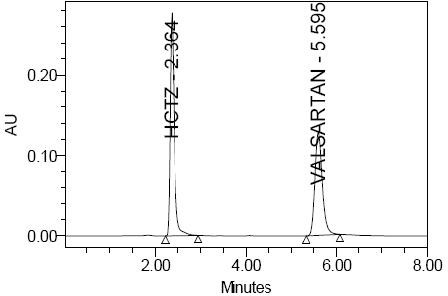 HCTZ - 2.364
VALSARTAN - 5.595
AU
0.20
0.10
0.00
2.00 4.00 6.00 8.00
Minutes